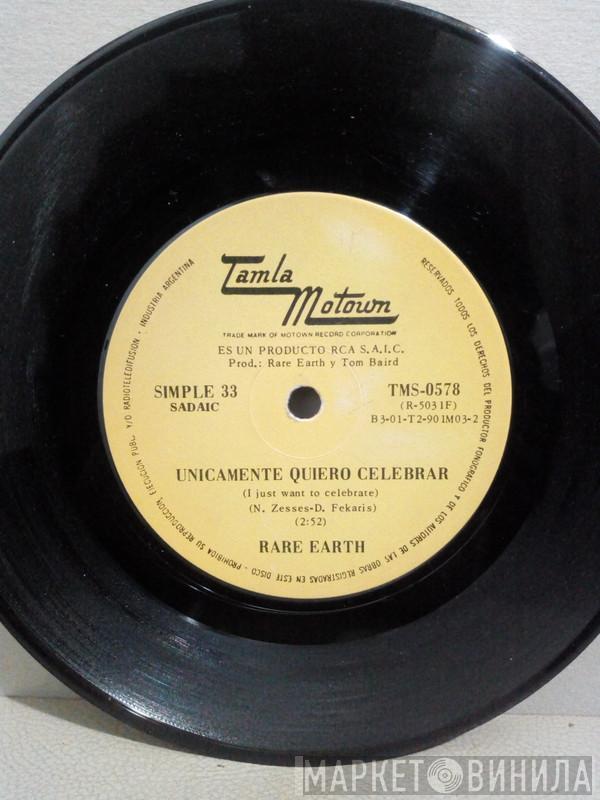 Tamla
Motown
TRADE MARK OF MOTOWN RECORD CORPORATION
ES UN PRODUCTO RCA S.A.I.C.
Prod.: Rare Earth y Tom Baird
SIMPLE 33
SADAIC
TMS-0578
(R-5031F)
B3-01-T2-901M03-2
UNICAMENTE QUIERO CELEBRAR
(I just want to celebrate)
(N. Zesses-D. Fekaris)
(2:52)
RARE EARTH
RESERVADOS TODOS LOS DERECHOS DEL PRODUCTOR FONOGRAFICO Y DE LOS AUTORES DE LAS OBRAS REGISTRADAS EN ESTE DISCO - PROHIBIDA SU REPRODUCCION, EJECUCION PUBL. Y/O RADIOTELEDIFUSION - INDUSTRIA ARGENTINA
МАРКЕТ ВИНИЛА